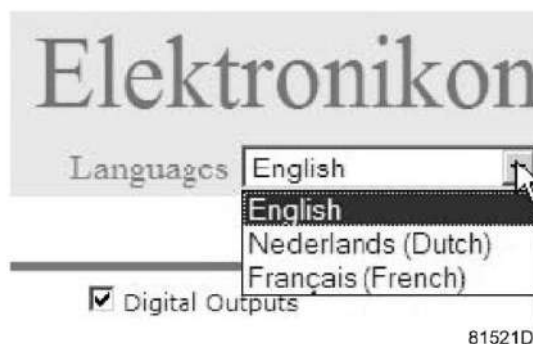 Elektronikon
Languages English
English
Nederlands (Dutch)
Français (French)
Digital Outputs
81521D